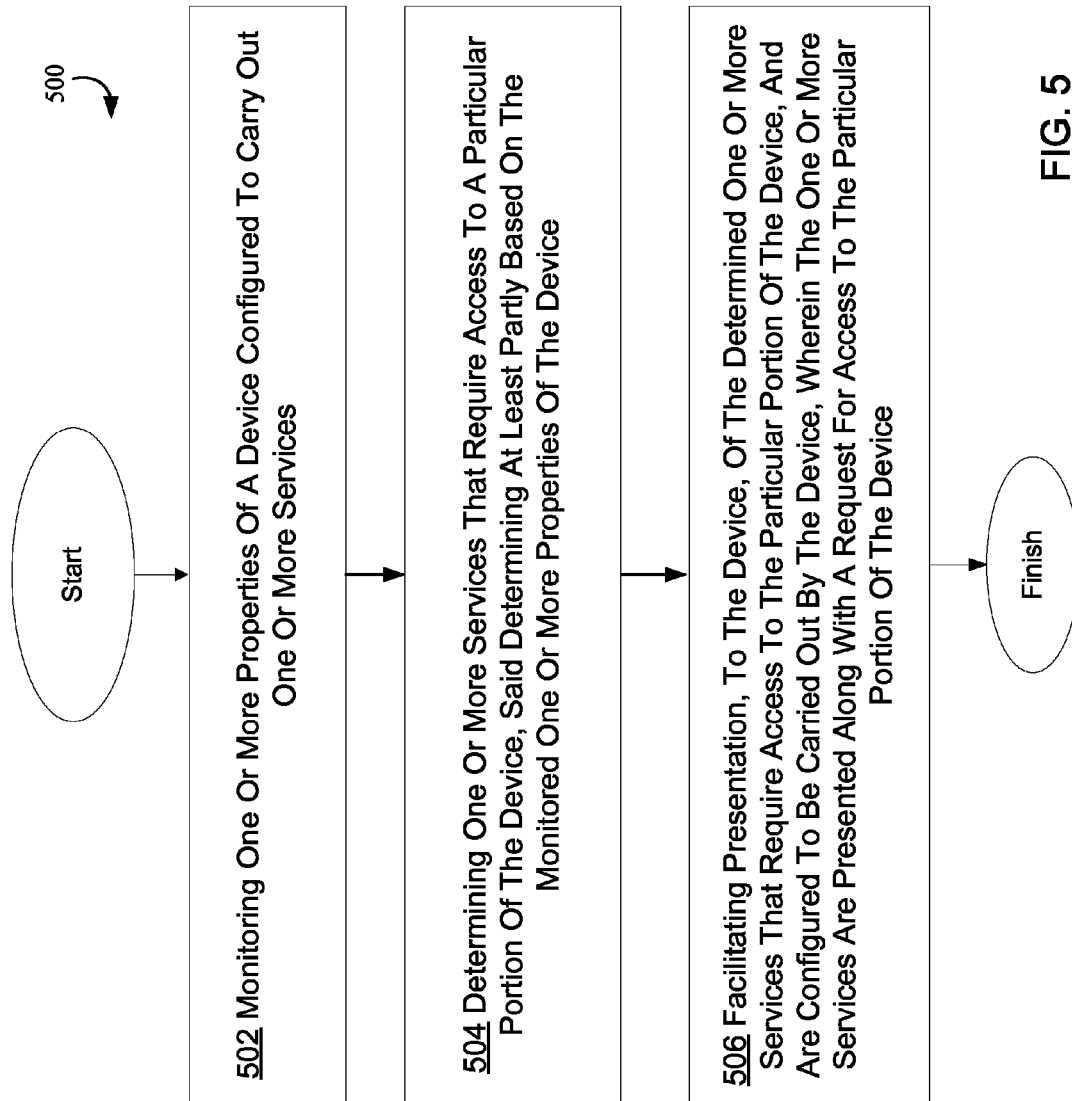 500
Start
502 Monitoring One Or More Properties Of A Device Configured To Carry Out
One Or More Services
504 Determining One Or More Services That Require Access To A Particular
Portion Of The Device, Said Determining At Least Partly Based On The
Monitored One Or More Properties Of The Device
506 Facilitating Presentation, To The Device, Of The Determined One Or More
Services That Require Access To The Particular Portion Of The Device, And
Are Configured To Be Carried Out By The Device, Wherein The One Or More
Services Are Presented Along With A Request For Access To The Particular
Portion Of The Device
Finish
FIG. 5